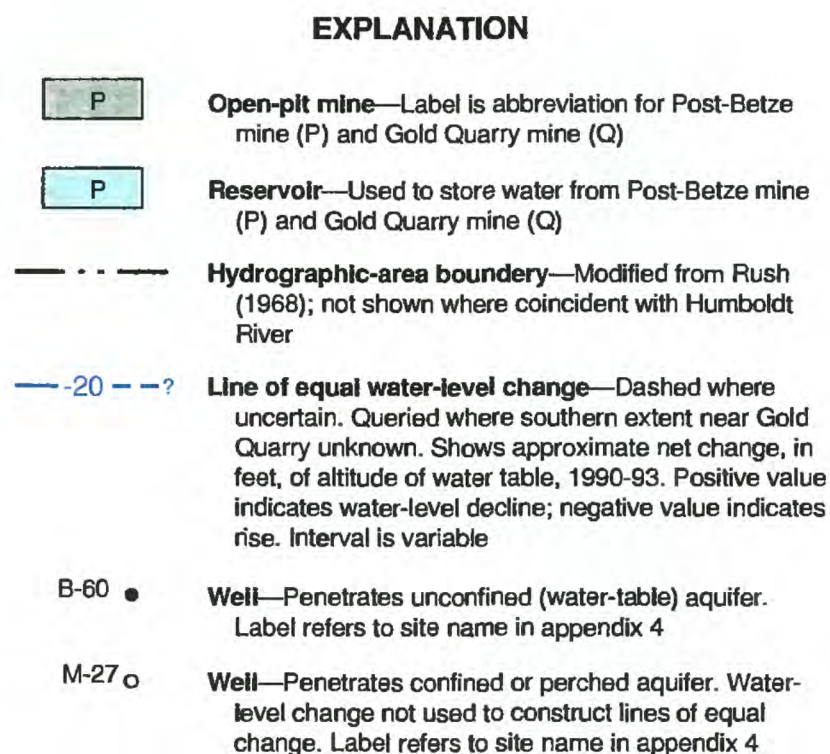 EXPLANATION
P
Open-pit mine—Label is abbreviation for Post-Betze
mine (P) and Gold Quarry mine (Q)
P
Reservoir—Used to store water from Post-Betze mine
(P) and Gold Quarry mine (Q)
Hydrographic-area boundery—Modified from Rush
(1968); not shown where coincident with Humboldt
River
-20 ?
Line of equal water-level change—Dashed where
uncertain. Queried where southern extent near Gold
Quarry unknown. Shows approximate net change, in
feet, of altitude of water table, 1990-93. Positive value
indicates water-level decline; negative value indicates
rise. Interval is variable
B-60
Well—Penetrates unconfined (water-table) aquifer.
Label refers to site name in appendix 4
M-27
Well—Penetrates confined or perched aquifer. Water-
level change not used to construct lines of equal
change. Label refers to site name in appendix 4